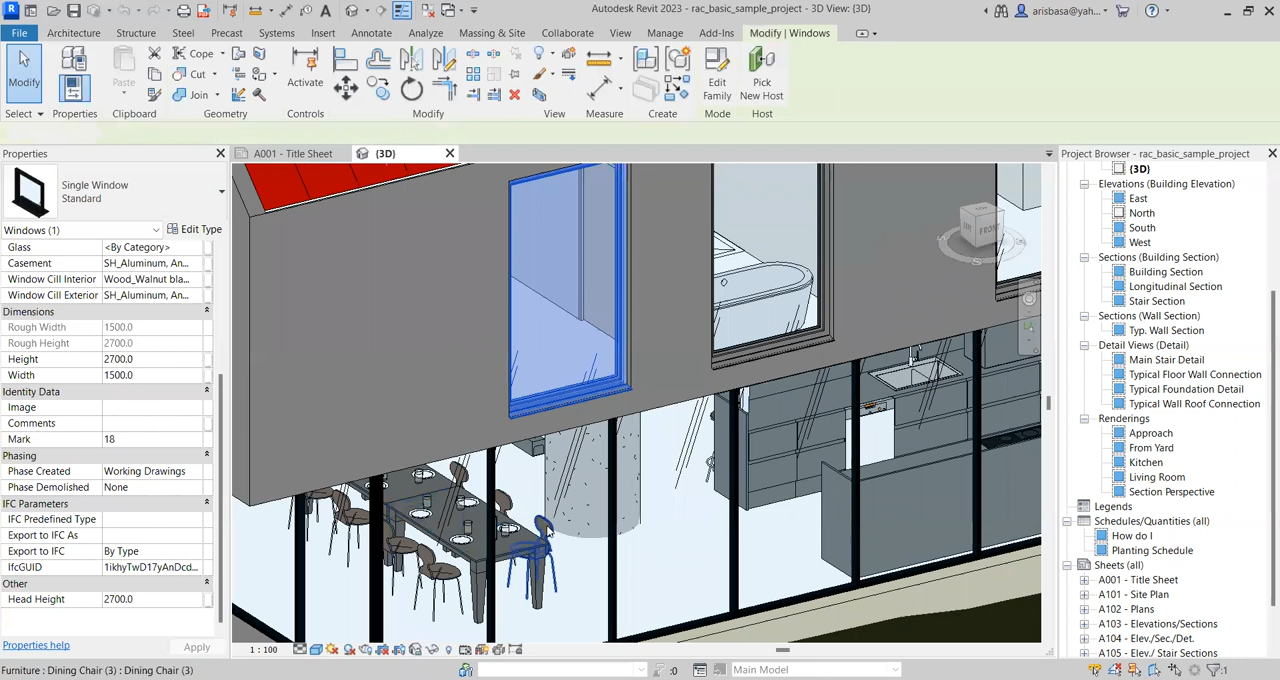 Autodesk Revit 2023 - rac_basic_sample_project - 3D View: {3D}
arisbasa@yah...
File Architecture Structure Steel Precast Systems Insert Annotate Analyze Massing & Site Collaborate View Manage Add-Ins Modify | Windows
Modify
Paste
Cope
Cut
Join
Activate
Edit
Family
Pick
New Host
Select Properties Clipboard Geometry Controls Modify View Measure Create Mode Host
Properties
A001 - Title Sheet
{3D}
Project Browser - rac_basic_sample_project
Single Window
Standard
Windows (1)
Edit Type
Glass <By Category>
Casement SH_Aluminum, An...
Window Cill Interior Wood_Walnut bla...
Window Cill Exterior SH_Aluminum, An...
Dimensions
Rough Width 1500.0
Rough Height 2700.0
Height 2700.0
Width 1500.0
Identity Data
Image
Comments
Mark 18
Phasing
Phase Created Working Drawings
Phase Demolished None
IFC Parameters
IFC Predefined Type
Export to IFC As
Export to IFC By Type
IfcGUID 1ikhyTwD17yAnDcd...
Other
Head Height 2700.0
Properties help
Apply
FRONT
S
{3D}
Elevations (Building Elevation)
East
North
South
West
Sections (Building Section)
Building Section
Longitudinal Section
Stair Section
Sections (Wall Section)
Typ. Wall Section
Detail Views (Detail)
Main Stair Detail
Typical Floor Wall Connection
Typical Foundation Detail
Typical Wall Roof Connection
Renderings
Approach
From Yard
Kitchen
Living Room
Section Perspective
Legends
Schedules/Quantities (all)
How do I
Planting Schedule
Sheets (all)
A001 - Title Sheet
A101 - Site Plan
A102 - Plans
A103 - Elevations/Sections
A104 - Elev./Sec./Det.
A105 - Elev./ Stair Sections
1 : 100
Furniture : Dining Chair (3) : Dining Chair (3)
:0
Main Model
:1